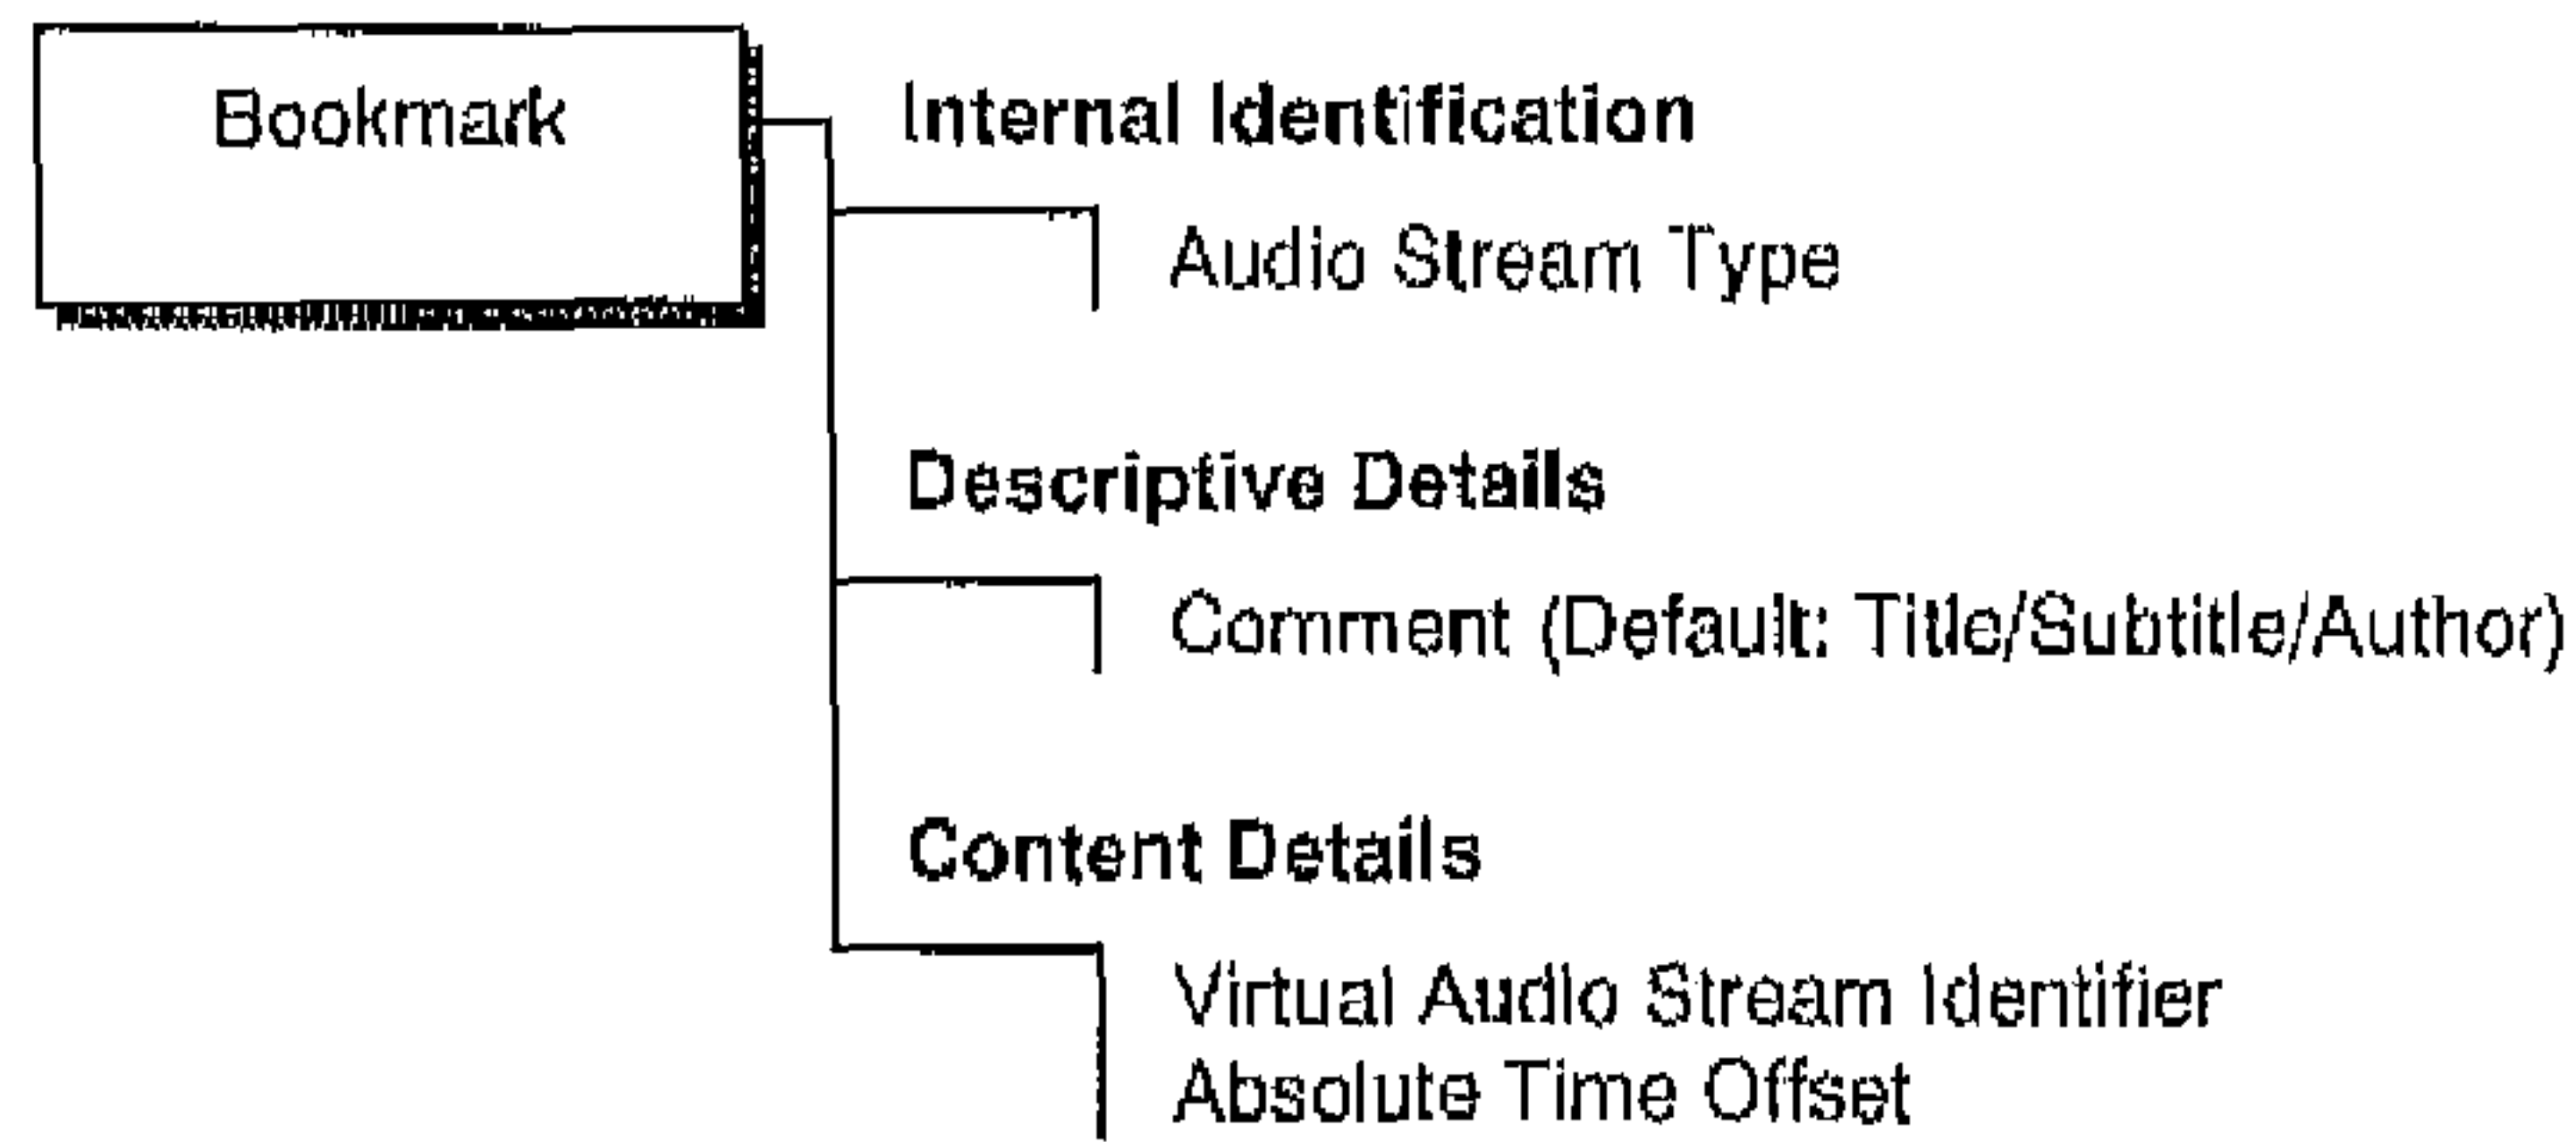 Bookmark
Internal Identification
Audio Stream Type
Descriptive Details
Comment (Default: Title/Subtitle/Author)
Content Details
Virtual Audio Stream Identifier
Absolute Time Offset